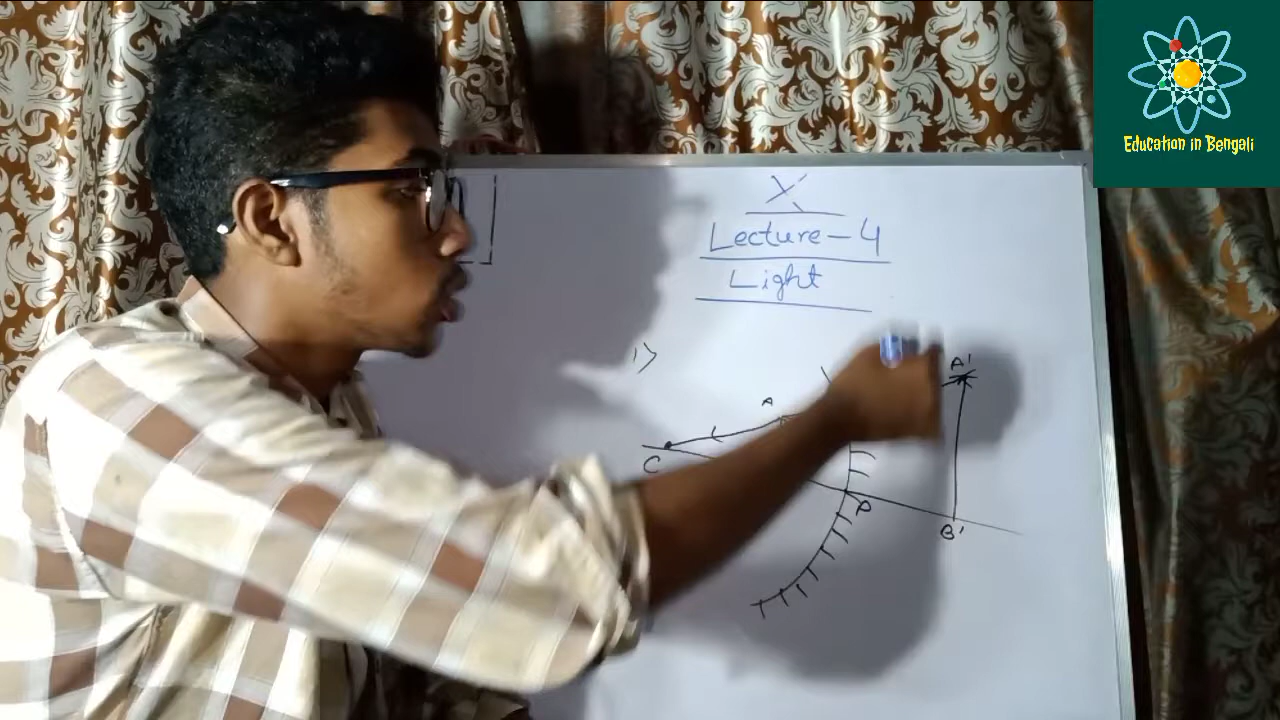 Education in Bengali
X
Lecture-4
Light
1)
A'
A
C
P
B'